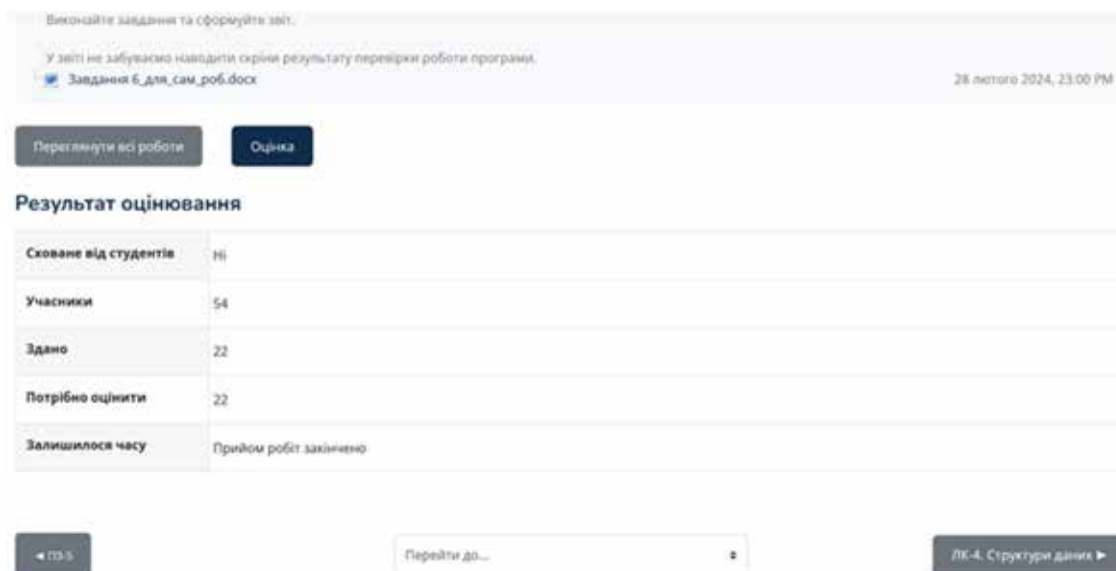 Виконайте завдання та сформуйте звіт.
У звіті не забуваємо наводити скріни результату перевірки роботи програми.
Завдання 6_для_сам_роб.docx
28 лютого 2024, 23:00 PM
Переглянути всі роботи
Оцінка
Результат оцінювання
Сховане від студентів Ні
Учасники 54
Здано 22
Потрібно оцінити 22
Залишилося часу Прийом робіт закінчено
◄ ПЗ-5
Перейти до...
ЛК-4. Структури даних ►